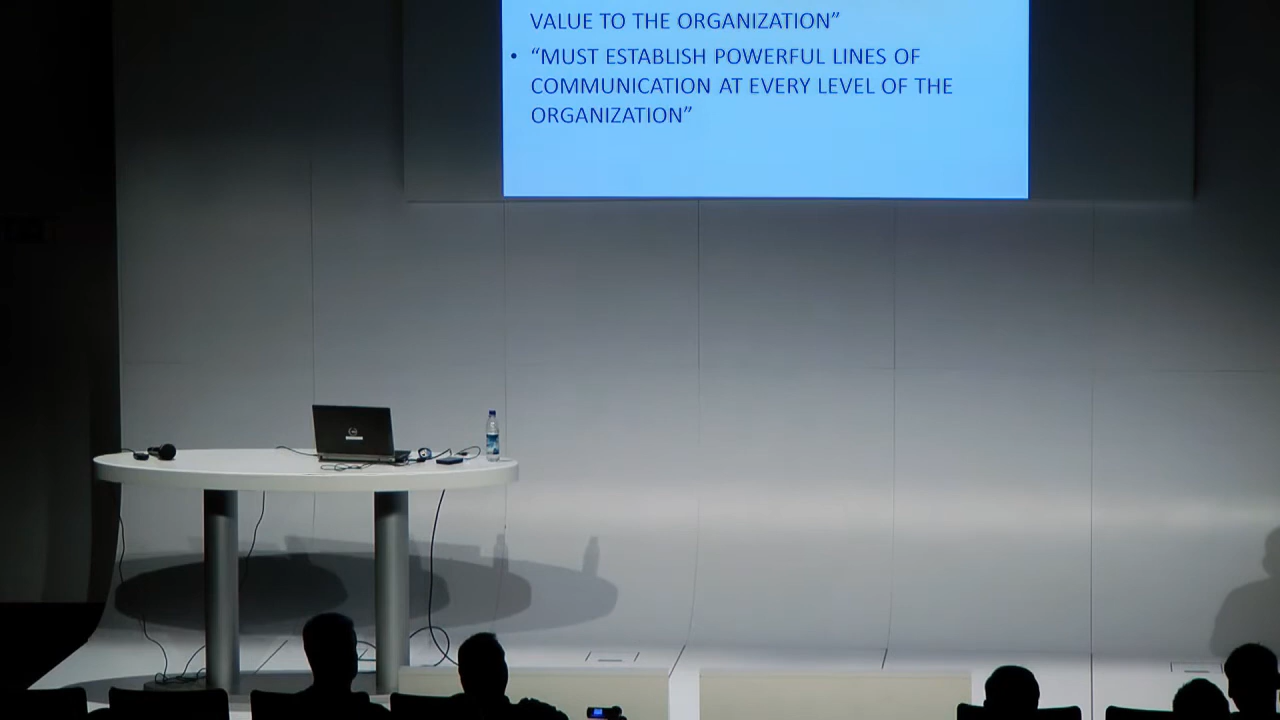 VALUE TO THE ORGANIZATION”
• “MUST ESTABLISH POWERFUL LINES OF
COMMUNICATION AT EVERY LEVEL OF THE
ORGANIZATION”